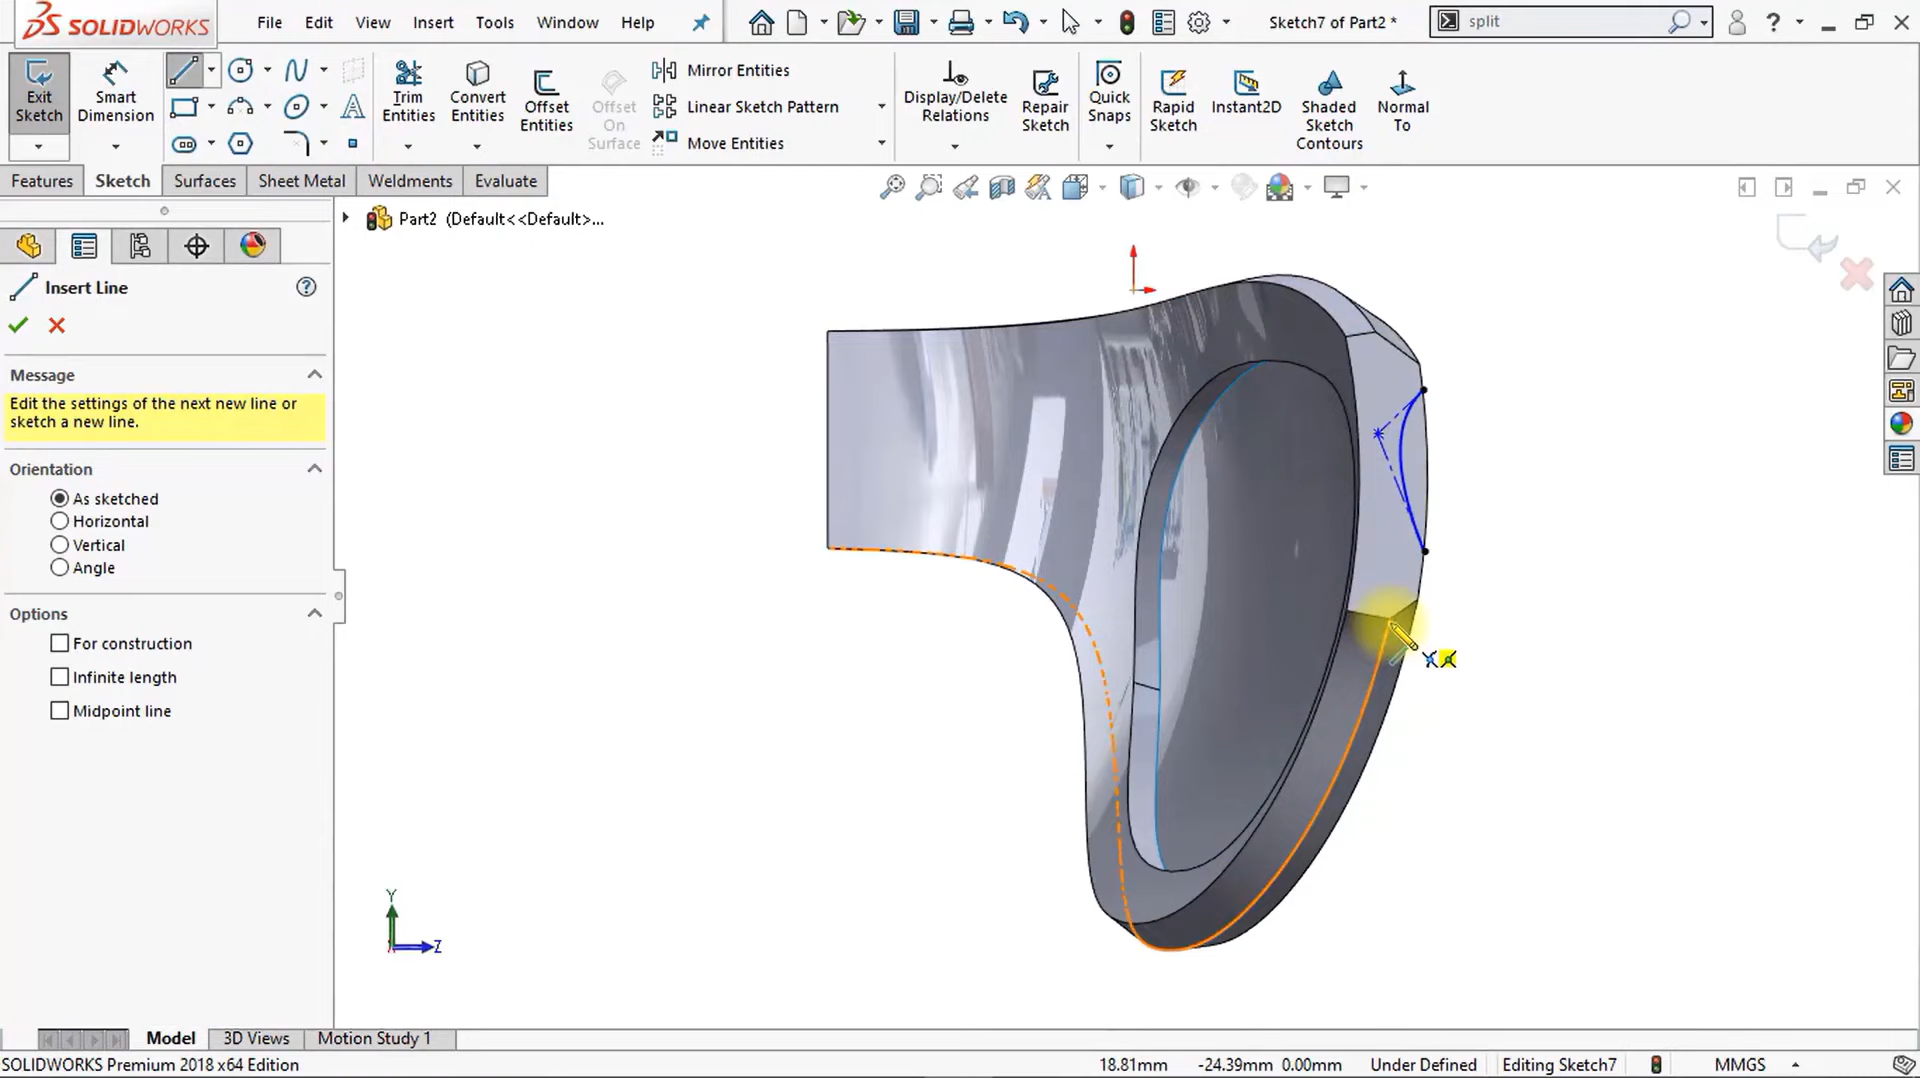 SOLIDWORKS
File Edit View Insert Tools Window Help
Sketch7 of Part2 *
split
Exit Sketch
Smart Dimension
Trim Entities
Convert Entities
Offset Entities
Offset On Surface
Mirror Entities
Linear Sketch Pattern
Move Entities
Display/Delete Relations
Repair Sketch
Quick Snaps
Rapid Sketch
Instant2D
Shaded Sketch Contours
Normal To
Features Sketch Surfaces Sheet Metal Weldments Evaluate
Part2 (Default<<Default>...
Insert Line
Message
Edit the settings of the next new line or
sketch a new line.
Orientation
As sketched
Horizontal
Vertical
Angle
Options
For construction
Infinite length
Midpoint line
Y
Z
Model 3D Views Motion Study 1
SOLIDWORKS Premium 2018 x64 Edition
18.81mm -24.39mm 0.00mm Under Defined Editing Sketch7 MMGS